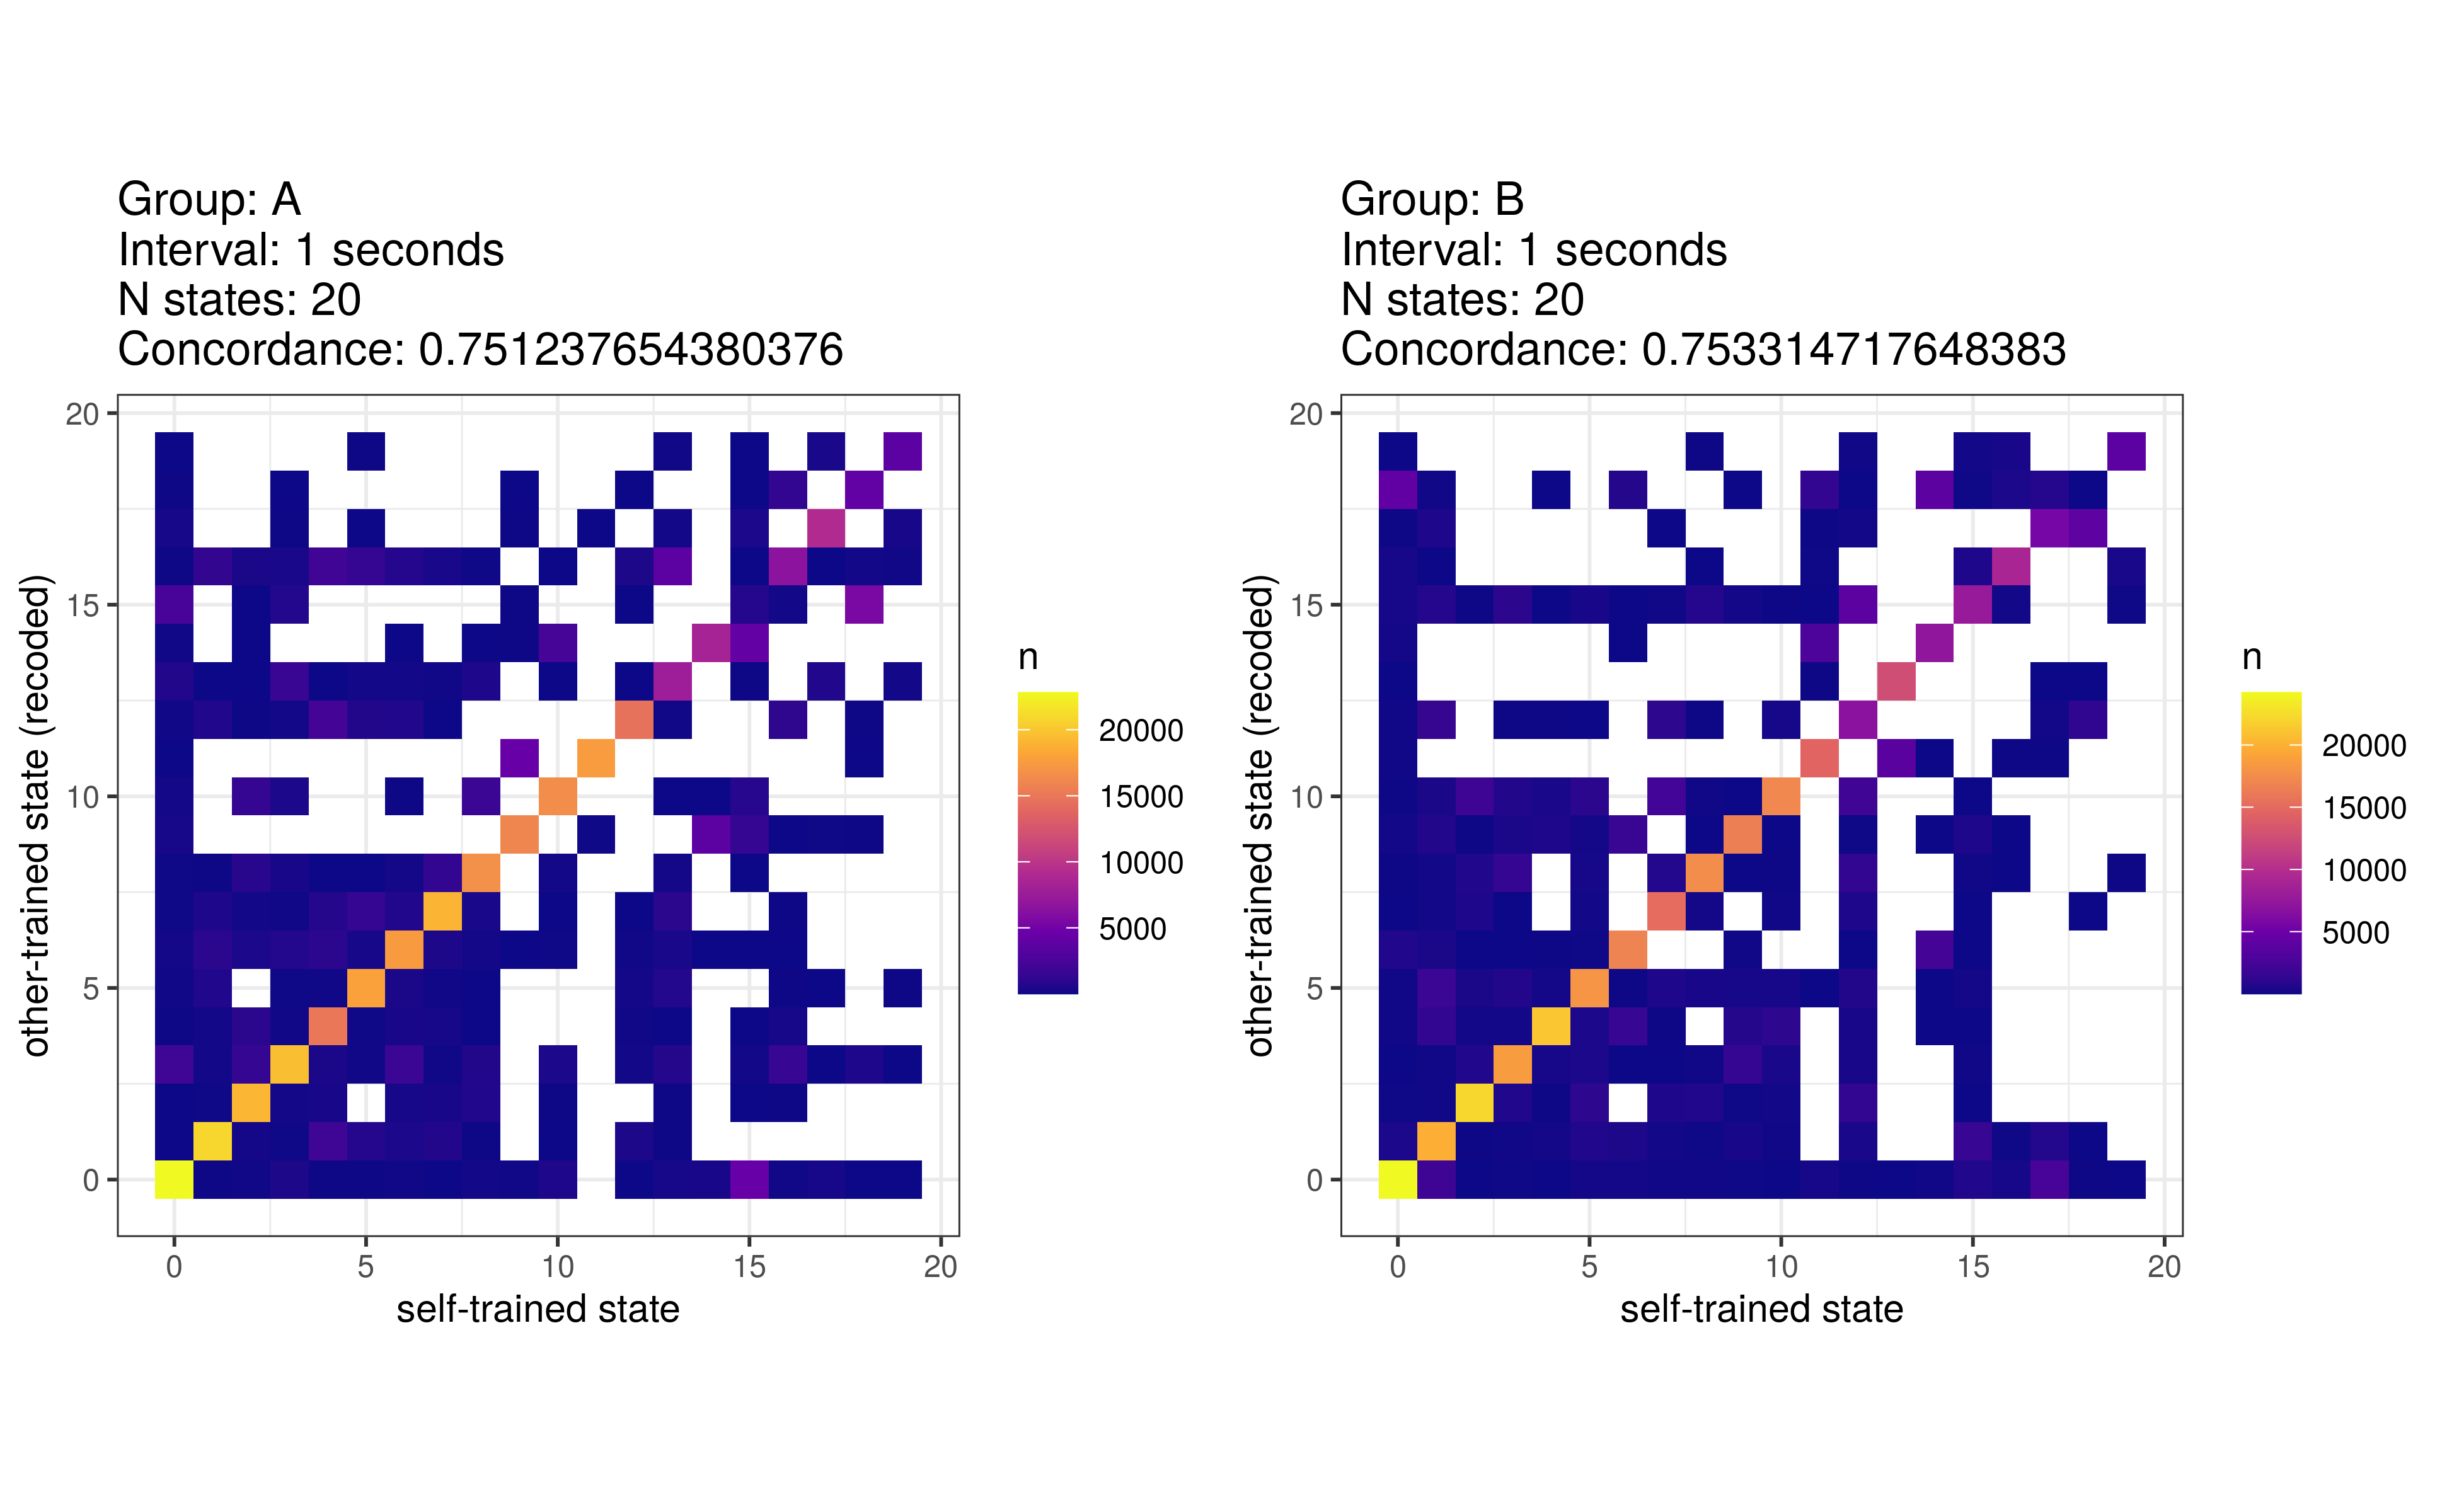 Group: A
Interval: 1 seconds
N states: 20
Concordance: 0.751237654380376
20
15
10
5
0
other-trained state (recoded)
0 5 10 15 20
self-trained state
n
20000
15000
10000
5000
Group: B
Interval: 1 seconds
N states: 20
Concordance: 0.753314717648383
20
15
10
5
0
other-trained state (recoded)
0 5 10 15 20
self-trained state
n
20000
15000
10000
5000